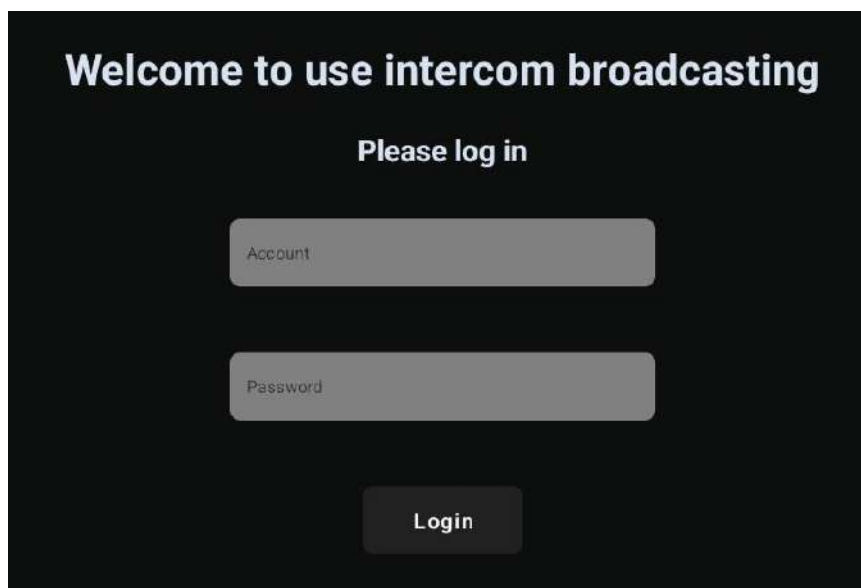 Welcome to use intercom broadcasting
Please log in
Account
Password
Login